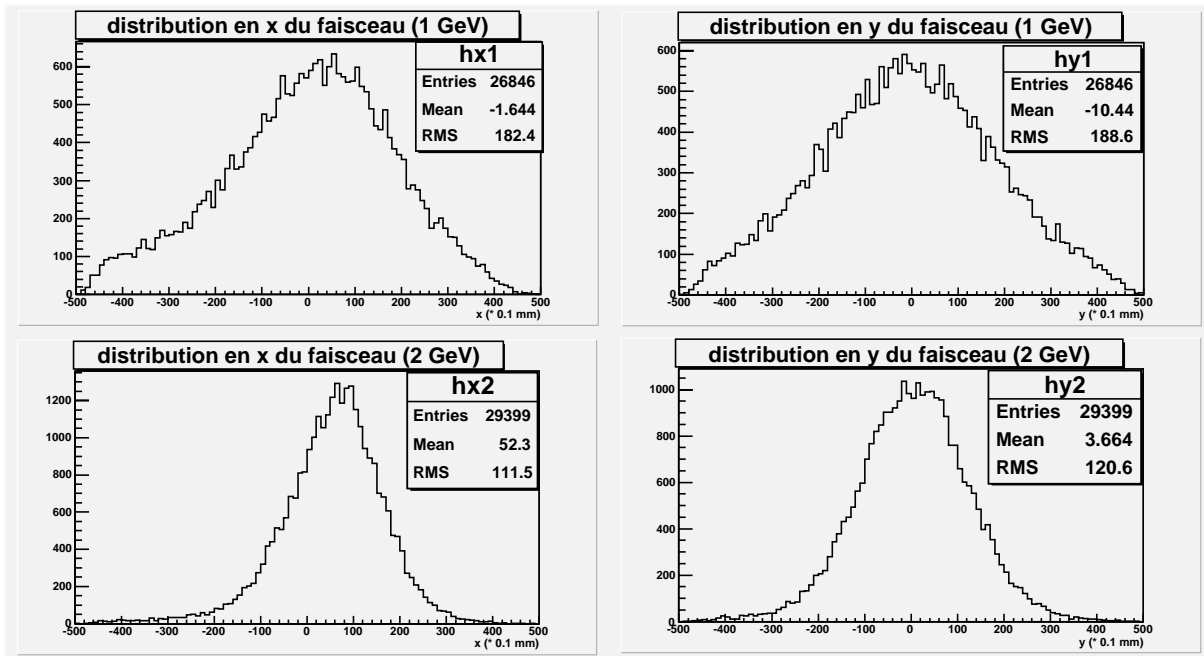 distribution en x du faisceau (1 GeV)
hx1
Entries 26846
Mean -1.644
RMS 182.4
600
500
400
300
200
100
0
-500 -400 -300 -200 -100 0 100 200 300 400 500
x (* 0.1 mm)
distribution en y du faisceau (1 GeV)
hy1
Entries 26846
Mean -10.44
RMS 188.6
600
500
400
300
200
100
0
-500 -400 -300 -200 -100 0 100 200 300 400 500
y (* 0.1 mm)
distribution en x du faisceau (2 GeV)
hx2
Entries 29399
Mean 52.3
RMS 111.5
1200
1000
800
600
400
200
0
-500 -400 -300 -200 -100 0 100 200 300 400 500
x (* 0.1 mm)
distribution en y du faisceau (2 GeV)
hy2
Entries 29399
Mean 3.664
RMS 120.6
1000
800
600
400
200
0
-500 -400 -300 -200 -100 0 100 200 300 400 500
y (* 0.1 mm)